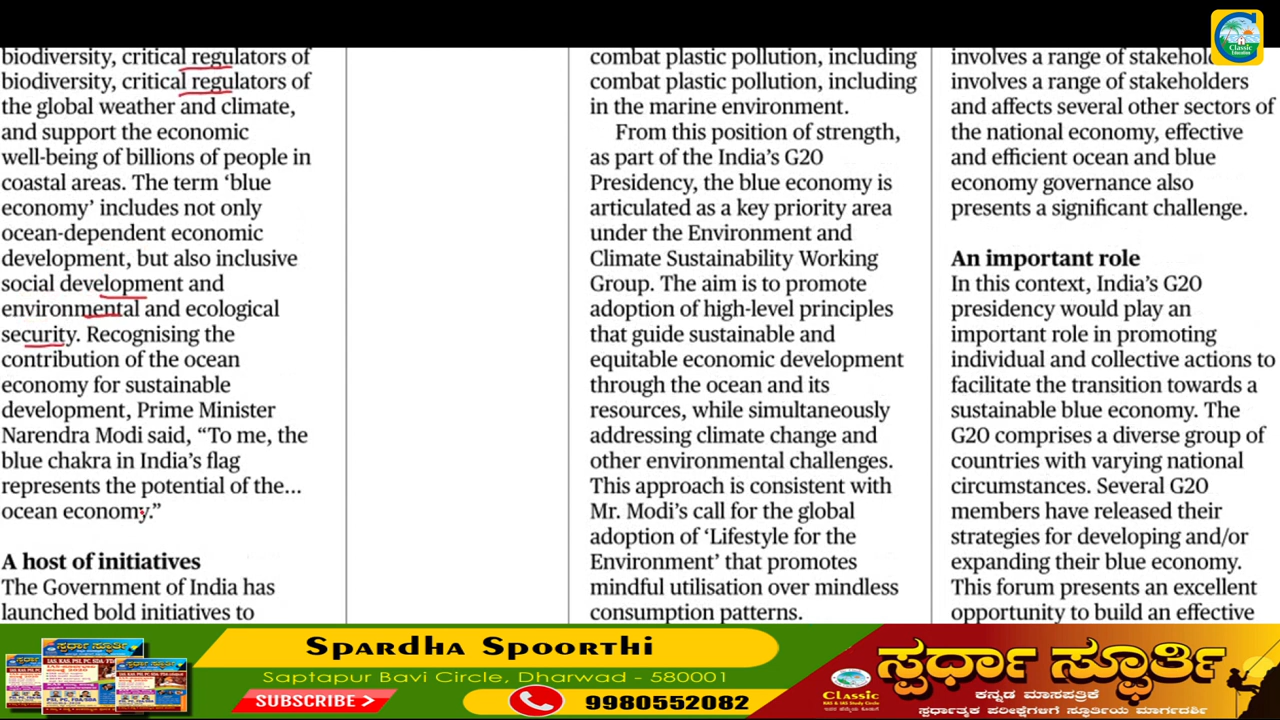 biodiversity, critical regulators of
biodiversity, critical regulators of
the global weather and climate,
and support the economic
well-being of billions of people in
coastal areas. The term ‘blue
economy’ includes not only
ocean-dependent economic
development, but also inclusive
social development and
environmental and ecological
security. Recognising the
contribution of the ocean
economy for sustainable
development, Prime Minister
Narendra Modi said, “To me, the
blue chakra in India’s flag
represents the potential of the...
ocean economy.”
A host of initiatives
The Government of India has
launched bold initiatives to
combat plastic pollution, including
combat plastic pollution, including
in the marine environment.
From this position of strength,
as part of the India’s G20
Presidency, the blue economy is
articulated as a key priority area
under the Environment and
Climate Sustainability Working
Group. The aim is to promote
adoption of high-level principles
that guide sustainable and
equitable economic development
through the ocean and its
resources, while simultaneously
addressing climate change and
other environmental challenges.
This approach is consistent with
Mr. Modi’s call for the global
adoption of ‘Lifestyle for the
Environment’ that promotes
mindful utilisation over mindless
consumption patterns.
involves a range of stakehol
involves a range of stakeholders
and affects several other sectors of
the national economy, effective
and efficient ocean and blue
economy governance also
presents a significant challenge.
An important role
In this context, India’s G20
presidency would play an
important role in promoting
individual and collective actions to
facilitate the transition towards a
sustainable blue economy. The
G20 comprises a diverse group of
countries with varying national
circumstances. Several G20
members have released their
strategies for developing and/or
expanding their blue economy.
This forum presents an excellent
opportunity to build an effective
Classic
Education
Spardha Spoorthi
Saptapur Bavi Circle, Dharwad - 580001
SUBSCRIBE >
9980552082
ಸ್ಪರ್ಧಾ ಸ್ಫೂರ್ತಿ
ಕನ್ನಡ ಮಾಸಪತ್ರಿಕೆ
ಸ್ಪರ್ಧಾತ್ಮಕ ಪರೀಕ್ಷೆಗಳಿಗೆ ಸ್ಫೂರ್ತಿಯ ಮಾರ್ಗದರ್ಶಿ
Classic
KAS & IAS Study Circle